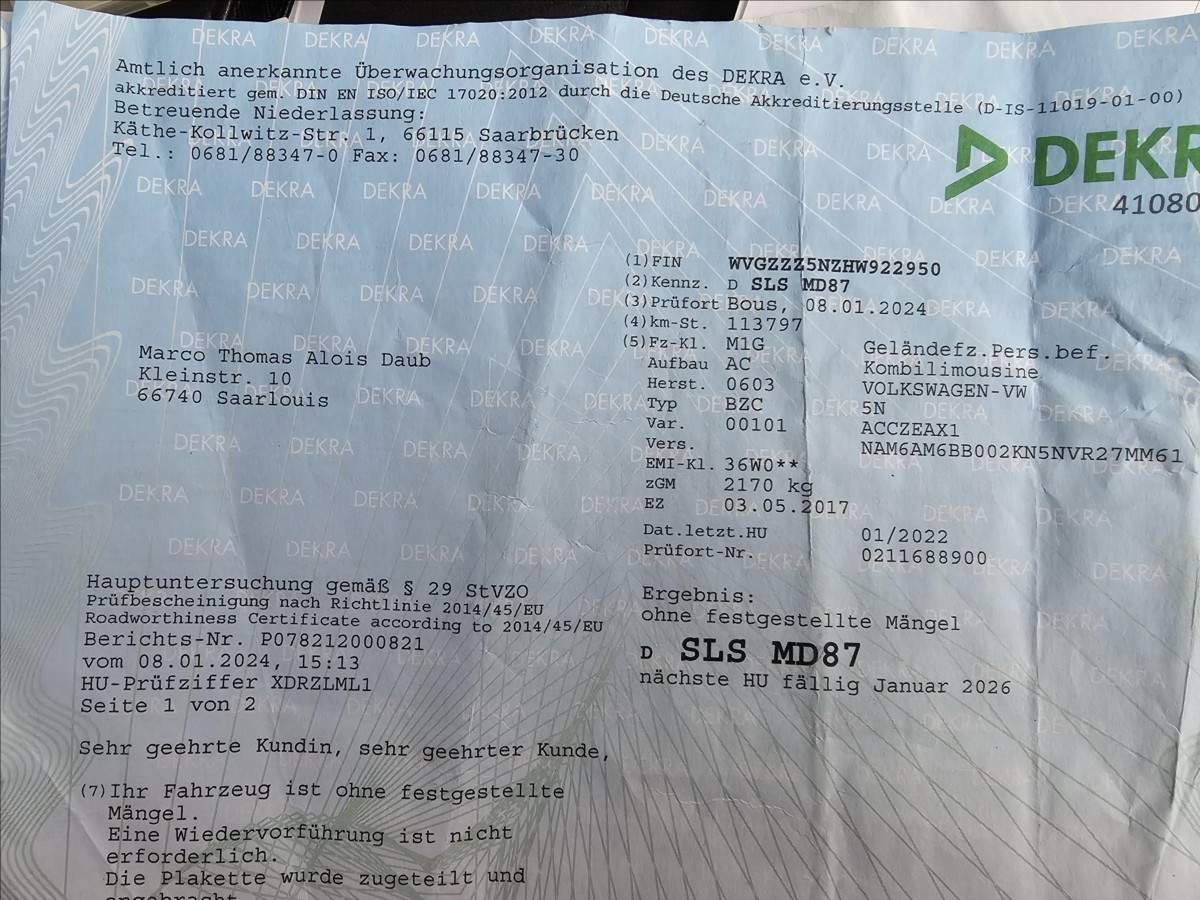 Amtlich anerkannte Überwachungsorganisation des DEKRA e.V.
akkreditiert gem. DIN EN ISO/IEC 17020:2012 durch die Deutsche Akkreditierungsstelle (D-IS-11019-01-00)
Betreuende Niederlassung:
Käthe-Kollwitz-Str. 1, 66115 Saarbrücken
Tel.: 0681/88347-0 Fax: 0681/88347-30
41080
(1) FIN WVGZZZ5NZHW922950
(2) Kennz. D SLS MD87
(3) Prüfort Bous, 08.01.2024
(4) km-St. 113797
(5) Fz-Kl. M1G Geländefz.Pers.bef.
Aufbau AC Kombilimousine
Herst. 0603 VOLKSWAGEN-VW
Typ BZC 5N
Var. 00101 ACCZEAX1
Vers. NAM6AM6BB002KN5NVR27MM61
EMI-Kl. 36W0**
zGM 2170 kg
EZ 03.05.2017
Dat.letzt.HU 01/2022
Prüfort-Nr. 0211688900
Marco Thomas Alois Daub
Kleinstr. 10
66740 Saarlouis
Hauptuntersuchung gemäß § 29 StVZO
Prüfbescheinigung nach Richtlinie 2014/45/EU
Roadworthiness Certificate according to 2014/45/EU
Berichts-Nr. P078212000821
vom 08.01.2024, 15:13
HU-Prüfziffer XDRZLML1
Seite 1 von 2
Ergebnis:
ohne festgestellte Mängel
D SLS MD87
nächste HU fällig Januar 2026
Sehr geehrte Kundin, sehr geehrter Kunde,
(7) Ihr Fahrzeug ist ohne festgestellte
Mängel.
Eine Wiedervorführung ist nicht
erforderlich.
Die Plakette wurde zugeteilt und